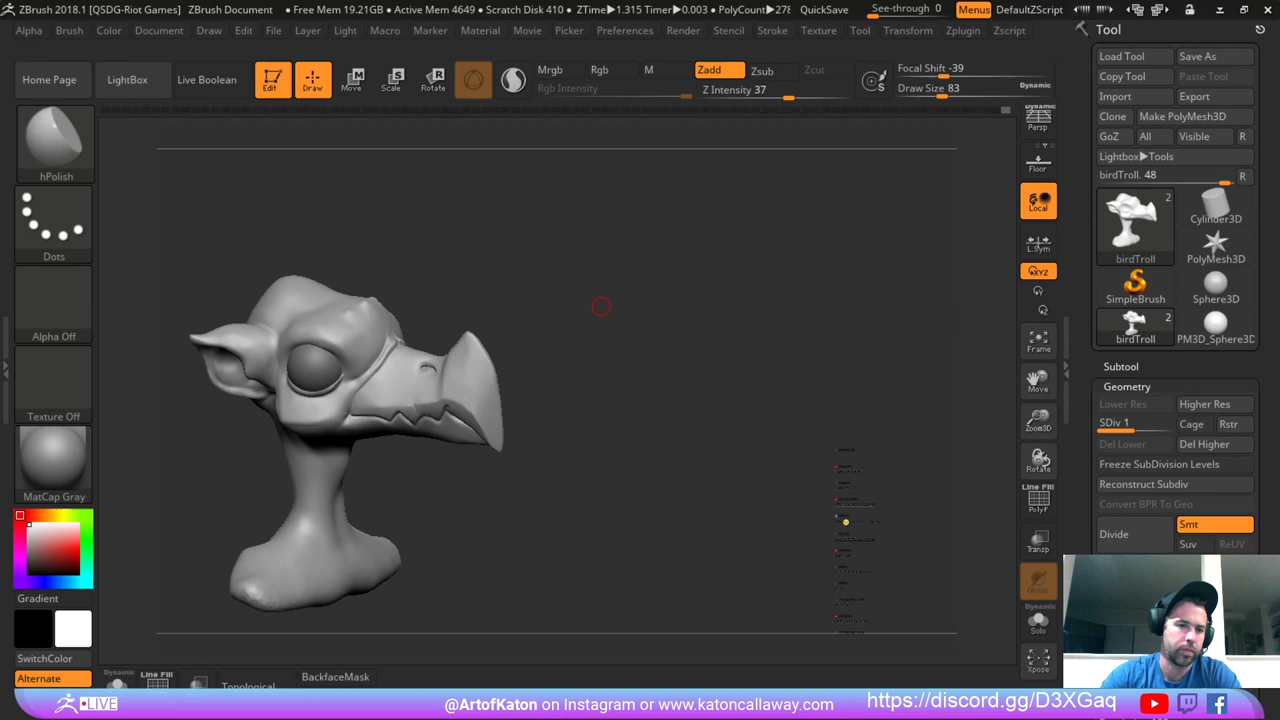 ZBrush 2018.1 [QSDG-Riot Games] ZBrush Document • Free Mem 19.21GB • Active Mem 4649 • Scratch Disk 410 • ZTime▶1.315 Timer▶0.003 • PolyCount▶278 QuickSave See-through 0 Menus DefaultZScript
Alpha Brush Color Document Draw Edit File Layer Light Macro Marker Material Movie Picker Preferences Render Stencil Stroke Texture Tool Transform Zplugin Zscript
Tool
Home Page LightBox Live Boolean Edit Draw Move Scale Rotate
Mrgb Rgb M Zadd Zsub Zcut
Rgb Intensity Z Intensity 37
Focal Shift -39
Draw Size 83 Dynamic
Load Tool Save As
Copy Tool Paste Tool
Import Export
Clone Make PolyMesh3D
GoZ All Visible R
Lightbox▶Tools
birdTroll. 48 R
2
birdTroll
Cylinder3D
PolyMesh3D
SimpleBrush Sphere3D
2
birdTroll PM3D_Sphere3D
Subtool
Geometry
Lower Res Higher Res
SDiv 1 Cage Rstr
Del Lower Del Higher
Freeze SubDivision Levels
Reconstruct Subdiv
Convert BPR To Geo
Divide Smt
Suv ReUV
hPolish
Dots
Alpha Off
Texture Off
MatCap Gray
Gradient
SwitchColor
Alternate
Dynamic
Persp
Floor
Local
L.Sym
XYZ
Y
Z
Frame
Move
Zoom3D
Rotate
Line Fill
PolyF
Transp
Ghost
Dynamic
Solo
Xpose
Dynamic
Line Fill
Topological
BackfaceMask
LIVE
@ArtofKaton on Instagram or www.katoncallaway.com
https://discord.gg/D3XGaq